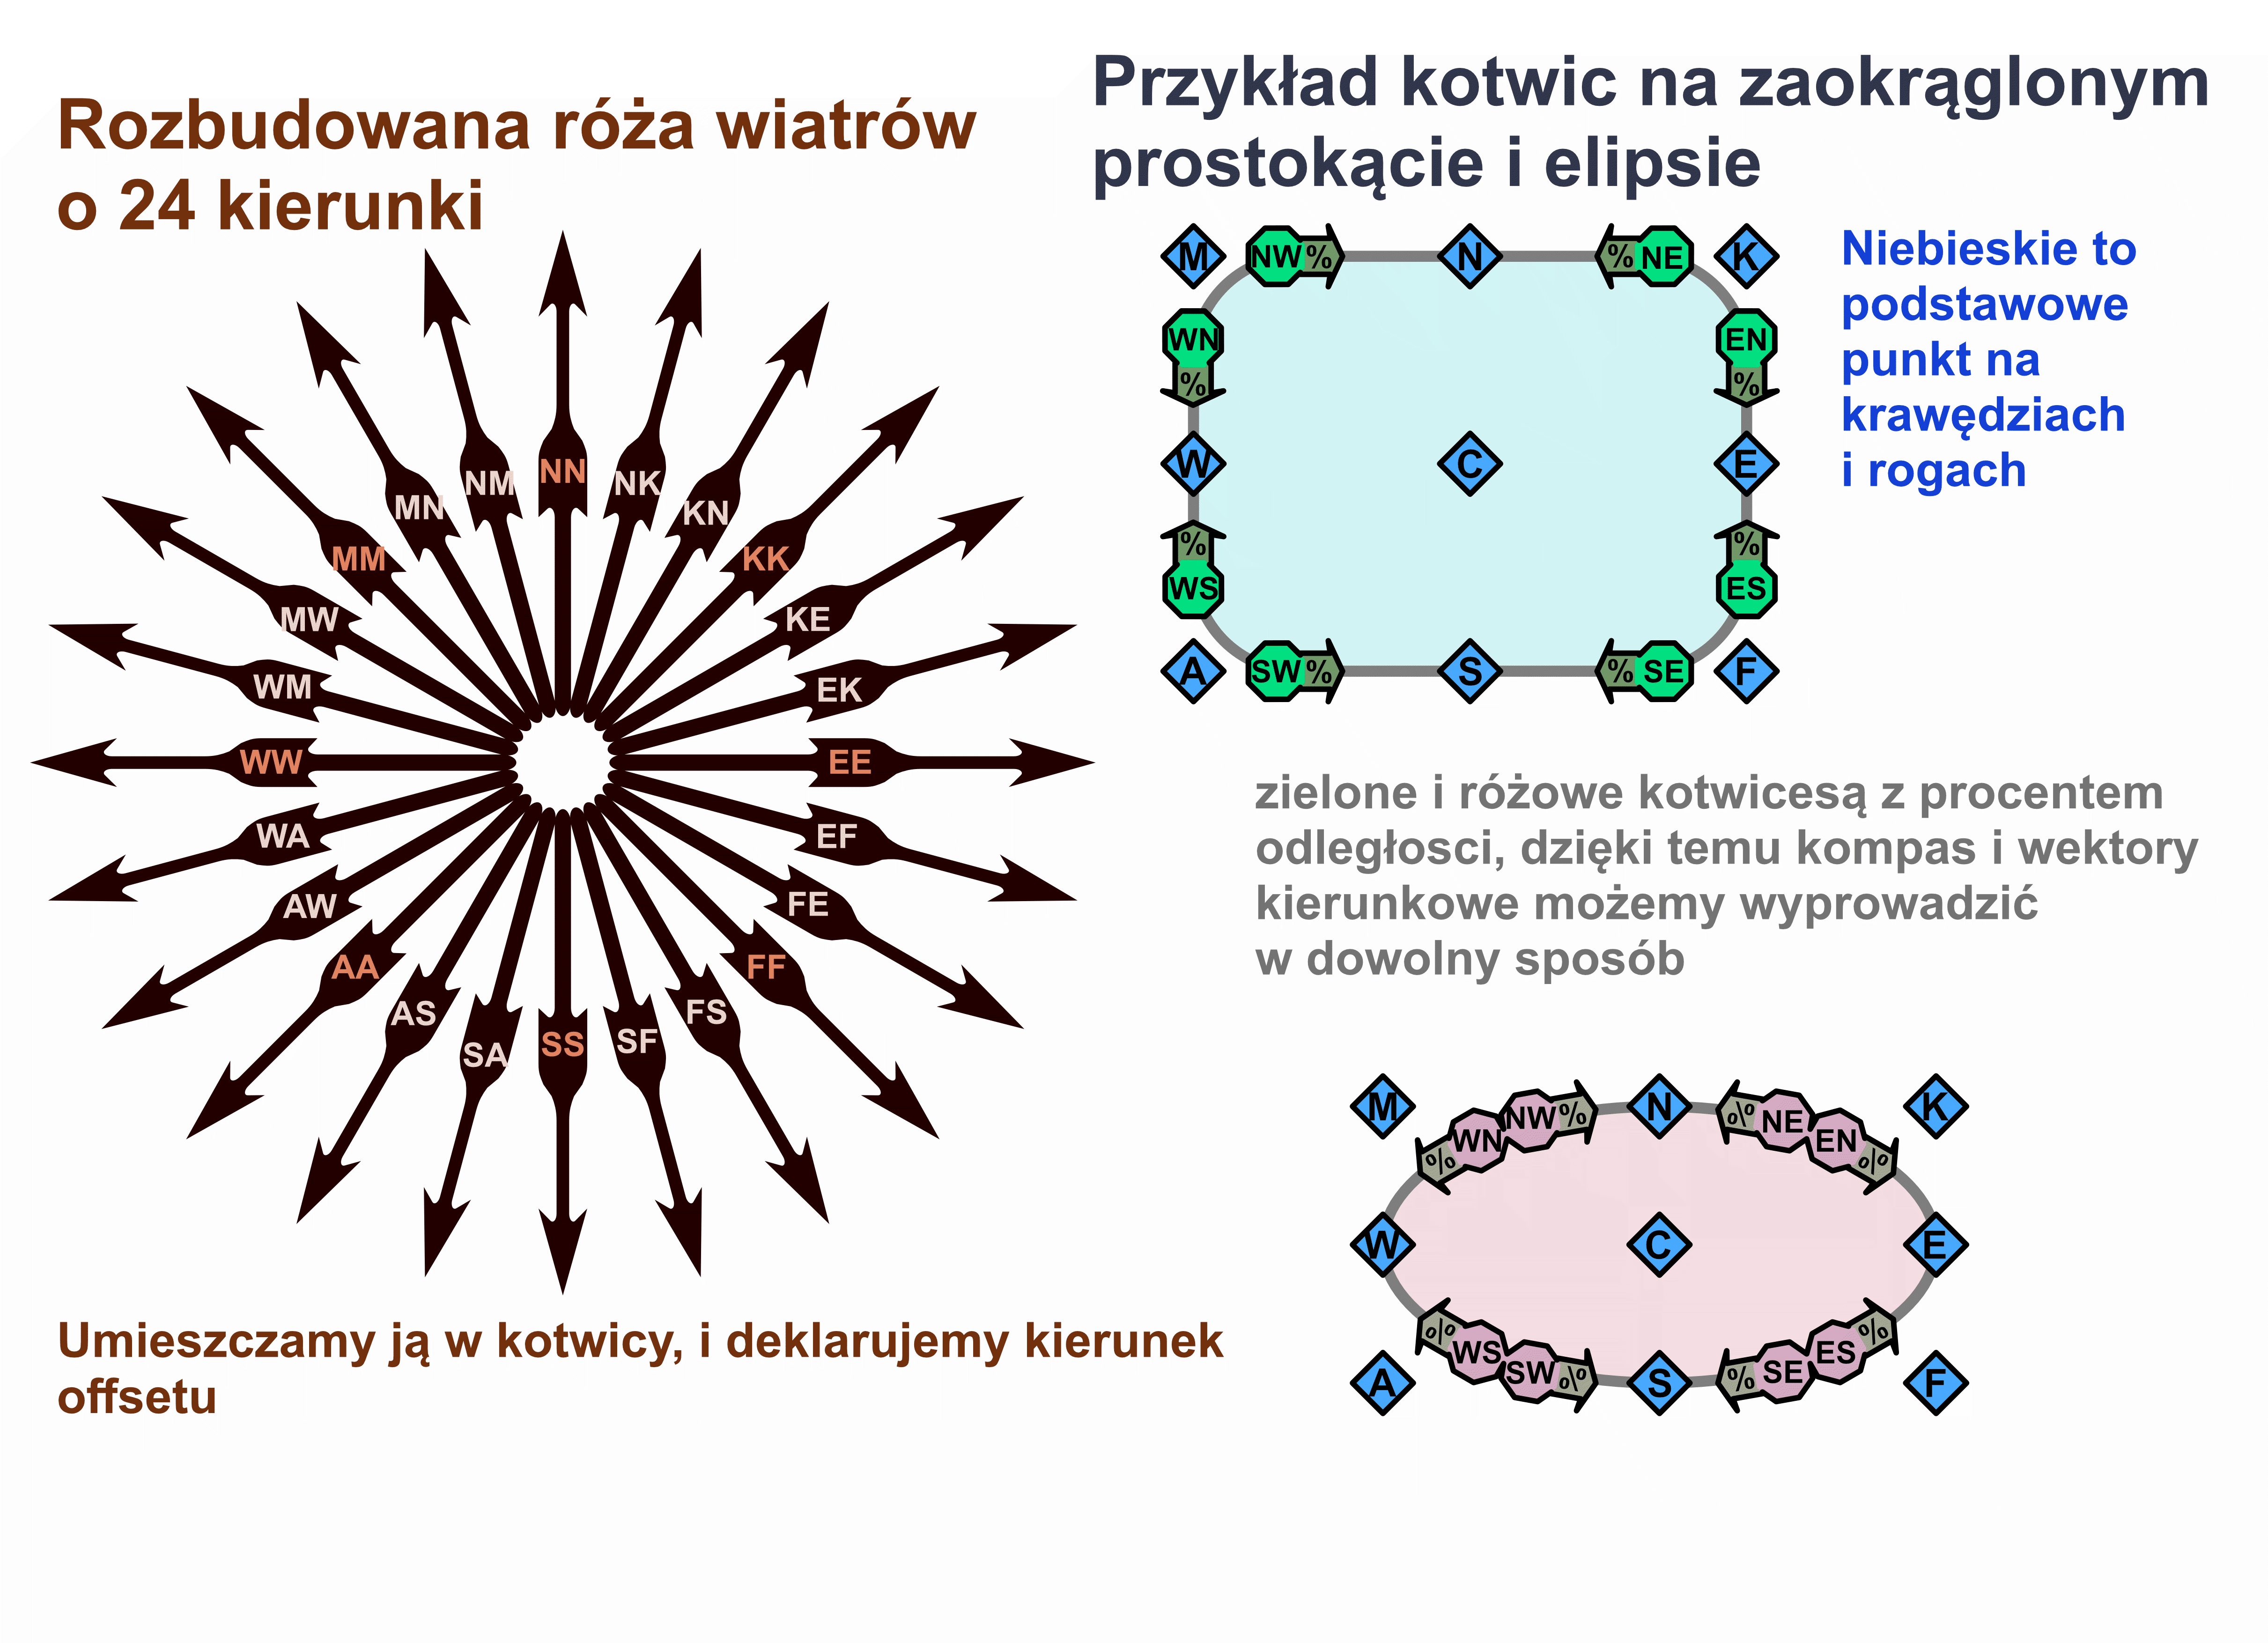 Rozbudowana róża wiatrów
o 24 kierunki
NN
NM
NK
MN
KN
MM
KK
MW
KE
WM
EK
WW
EE
WA
EF
AW
FE
AA
FF
AS
FS
SA
SF
SS
Umieszczamy ją w kotwicy, i deklarujemy kierunek
offsetu
Przykład kotwic na zaokrąglonym
prostokącie i elipsie
M NW % N % NE K
WN EN
% %
W C E
% %
WS ES
A SW % S % SE F
Niebieskie to
podstawowe
punkt na
krawędziach
i rogach
zielone i różowe kotwicesą z procentem
odległosci, dzięki temu kompas i wektory
kierunkowe możemy wyprowadzić
w dowolny sposób
M NW % N % NE K
% WN EN %
W C E
% WS ES %
A SW % S % SE F